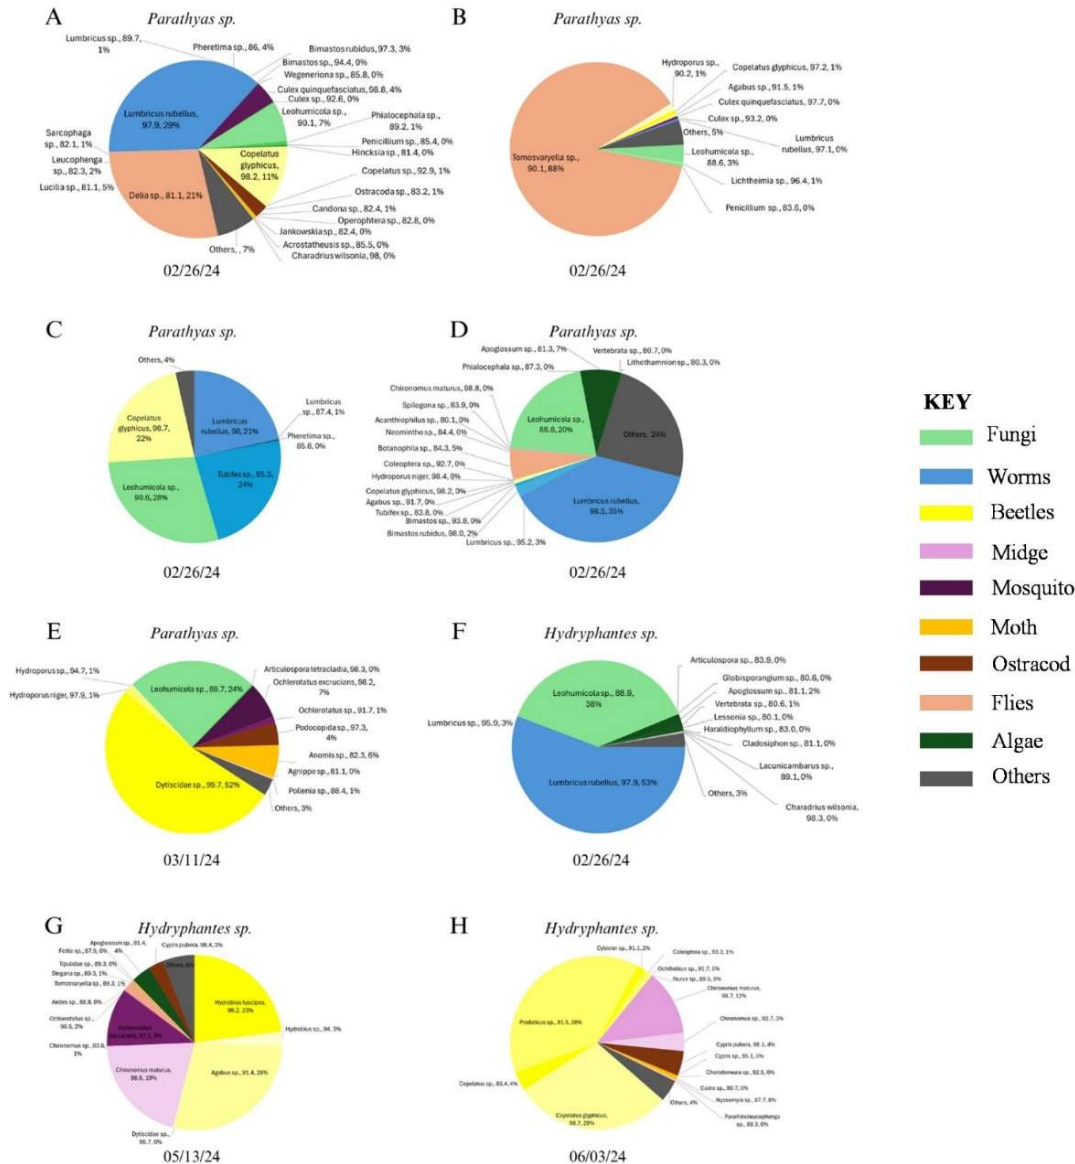 A
Parathyas sp.
Lumbricus sp., 89.7,
1%
Pheretima sp., 86, 4%
Bimastos rubidus, 97.3, 3%
Bimastos sp., 94.4, 0%
Wegeneriona sp., 85.8, 0%
Culex quinquefasciatus, 98.8, 4%
Culex sp., 92.6, 0%
Leohumicola sp.,
90.1, 7%
Phialocephala sp.,
89.2, 1%
Penicillium sp., 85.4, 0%
Hincksia sp., 81.4, 0%
Copelatus
glyphicus,
98.2, 11%
Copelatus sp., 92.9, 1%
Ostracoda sp., 83.2, 1%
Candona sp., 82.4, 1%
Operophtera sp., 82.8, 0%
Jankowskia sp., 82.4, 0%
Acrostatheusis sp., 85.5, 0%
Charadrius wilsonia, 98, 0%
Others, , 7%
Delia sp., 81.1, 21%
Lucilia sp., 81.1, 5%
Leucophenga
sp., 82.3, 2%
Sarcophaga
sp., 82.1, 1%
Lumbricus rubellus,
97.9, 29%
02/26/24
B
Parathyas sp.
Hydroporus sp.,
90.2, 1%
Copelatus glyphicus, 97.2, 1%
Agabus sp., 91.5, 1%
Culex quinquefasciatus, 97.7, 0%
Culex sp., 93.2, 0%
Others, 5%
Lumbricus
rubellus, 97.1, 0%
Leohumicola sp.,
88.6, 3%
Lichtheimia sp., 96.4, 1%
Penicillium sp., 83.6, 0%
Tomosvaryella sp.,
90.1, 88%
02/26/24
C
Parathyas sp.
Others, 4%
Lumbricus
rubellus, 98, 21%
Lumbricus
sp., 87.4, 1%
Pheretima sp.,
85.6, 0%
Tubifex sp., 85.3,
24%
Leohumicola sp.,
90.6, 28%
Copelatus
glyphicus, 98.7,
22%
02/26/24
D
Parathyas sp.
Apoglossum sp., 81.3, 7%
Vertebrata sp., 80.7, 0%
Lithothamnion sp., 80.3, 0%
Phialocephala sp., 87.3, 0%
Chironomus maturus, 98.8, 0%
Spilogona sp., 83.9, 0%
Acanthiophilus sp., 80.1, 0%
Neomintho sp., 84.4, 0%
Botanophila sp., 84.3, 5%
Coleoptera sp., 92.7, 0%
Hydroporus niger, 98.4, 0%
Copelatus glyphicus, 98.2, 0%
Agabus sp., 91.7, 0%
Tubifex sp., 83.8, 0%
Bimastos sp., 93.8, 0%
Bimastos rubidus, 98.0, 2%
Lumbricus sp., 95.2, 3%
Leohumicola sp.,
88.8, 20%
Others, 24%
Lumbricus rubellus,
98.5, 35%
02/26/24
KEY
Fungi
Worms
Beetles
Midge
Mosquito
Moth
Ostracod
Flies
Algae
Others
E
Parathyas sp.
Hydroporus sp., 94.7, 1%
Hydroporus niger, 97.9, 1%
Leohumicola sp., 89.7, 24%
Articulospora tetracladia, 98.3, 0%
Ochlerotatus excrucians, 98.2,
7%
Ochlerotatus sp., 91.7, 1%
Podocopida sp., 97.3,
4%
Anomis sp., 82.3, 6%
Agnippe sp., 81.1, 0%
Pollenia sp., 88.4, 1%
Others, 3%
Dytiscidae sp., 99.7, 52%
03/11/24
F
Hydryphantes sp.
Leohumicola sp., 88.9,
38%
Articulospora sp., 83.9, 0%
Globisporangium sp., 80.6, 0%
Apoglossum sp., 81.1, 2%
Vertebrata sp., 80.6, 1%
Lessonia sp., 80.1, 0%
Haraldiophyllum sp., 83.0, 0%
Cladosiphon sp., 81.1, 0%
Lacunicambarus sp.,
89.1, 0%
Others, 3%
Charadrius wilsonia,
98.3, 0%
Lumbricus sp., 95.9, 3%
Lumbricus rubellus, 97.9, 53%
02/26/24
G
Hydryphantes sp.
Apoglossum sp., 81.4,
4%
Cypris pubera, 98.4, 3%
Tipulidae sp., 89.3, 0%
Stegana sp., 89.3, 1%
Tomosvaryella sp., 89.3, 1%
Aedes sp., 88.8, 0%
Ochlerotatus sp.,
90.5, 2%
Chironomus maturus,
98.6, 19%
Dytiscidae sp.,
Hydrobius fuscipes,
99.2, 23%
Hydrobius sp., 94, 3%
Agabus sp., 91.4, 28%
05/13/24
H
Hydryphantes sp.
Cybister sp., 81.1, 2%
Ochthebius sp., 91.7, 0%
Chironomus maturus,
98.7, 12%
Chironomus sp., 93.7, 3%
Cypris pubera, 98.1, 4%
Cypris sp., 95.1, 0%
Others, 4%
Copelatus glyphicus,
Copelatus sp., 93.4, 4%
Prodaticus sp., 91.5, 38%
06/03/24